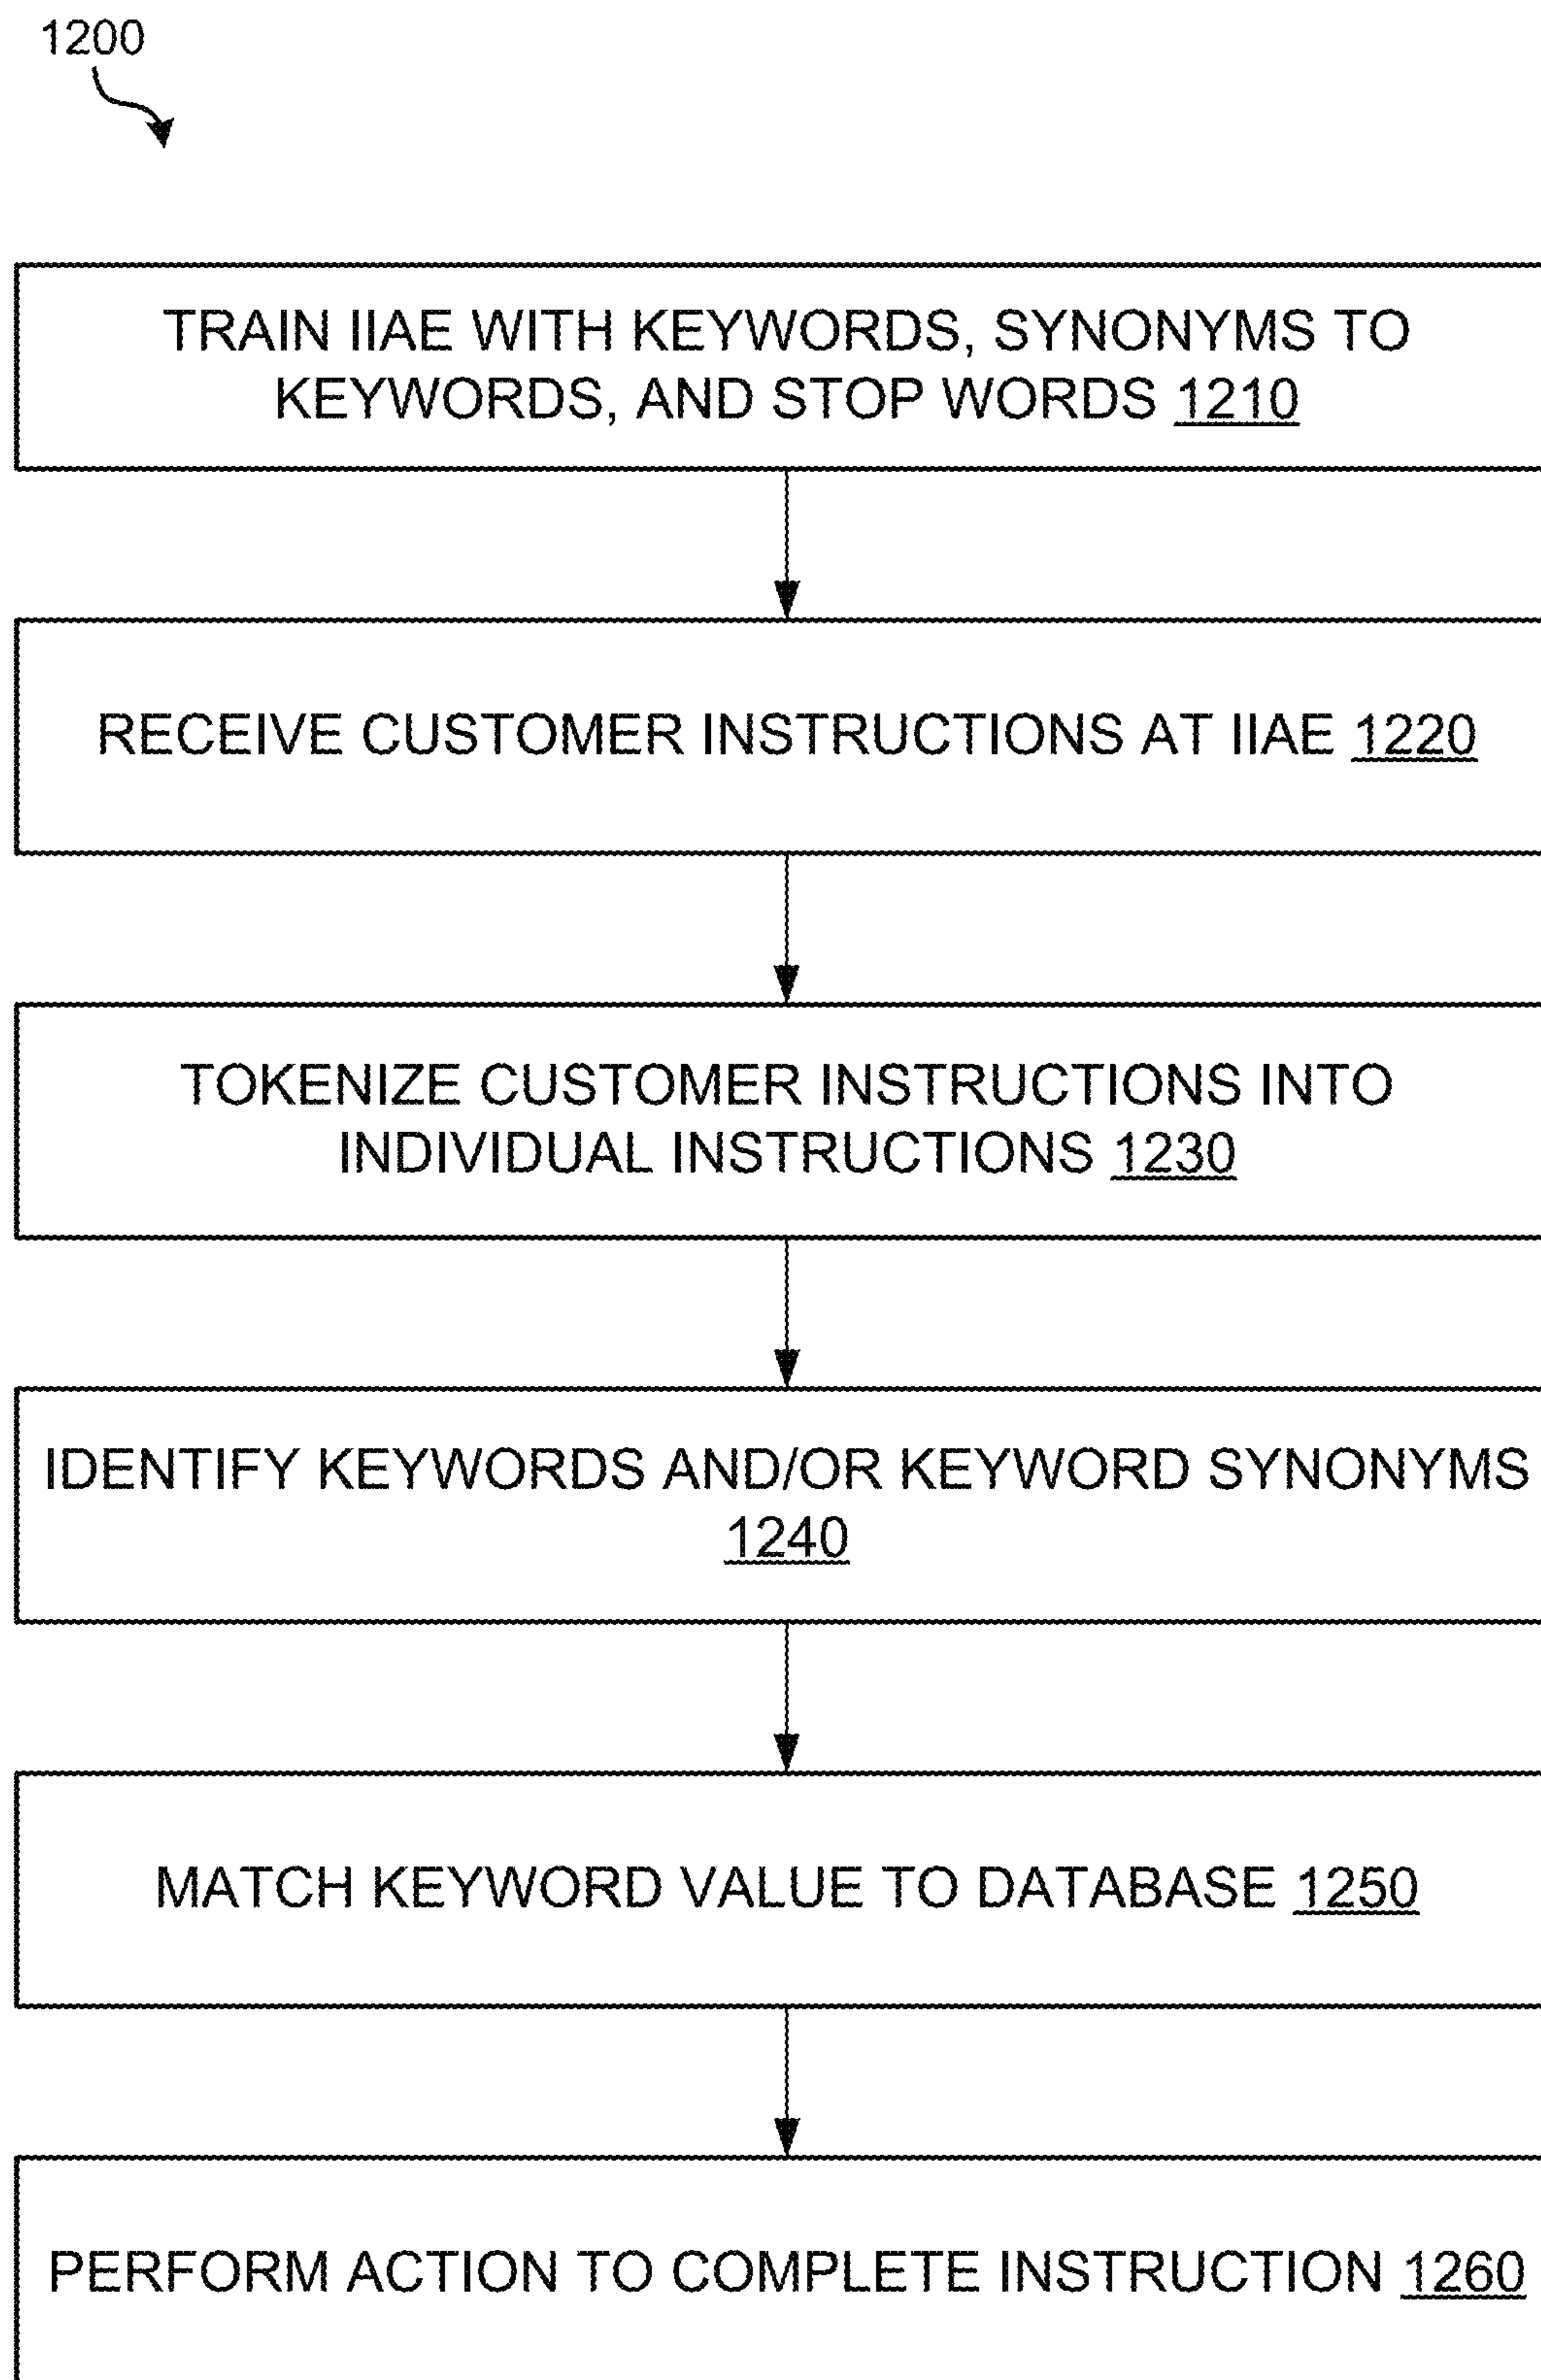 1200
TRAIN IIAE WITH KEYWORDS, SYNONYMS TO
KEYWORDS, AND STOP WORDS 1210
RECEIVE CUSTOMER INSTRUCTIONS AT IIAE 1220
TOKENIZE CUSTOMER INSTRUCTIONS INTO
INDIVIDUAL INSTRUCTIONS 1230
IDENTIFY KEYWORDS AND/OR KEYWORD SYNONYMS
1240
MATCH KEYWORD VALUE TO DATABASE 1250
PERFORM ACTION TO COMPLETE INSTRUCTION 1260